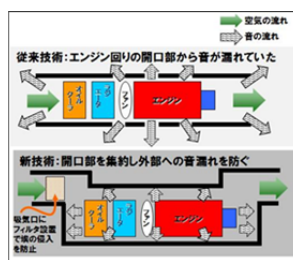 空気の流れ
音の流れ
従来技術：エンジン回りの開口部から音が漏れていた
オイル
クーラ
ラジ
エータ
ファン
エンジン
新技術：開口部を集約し外部への音漏れを防ぐ
吸気口に
フィルタ設置
で埃の侵入
を防止
オイル
クーラ
ラジ
エータ
ファン
エンジン